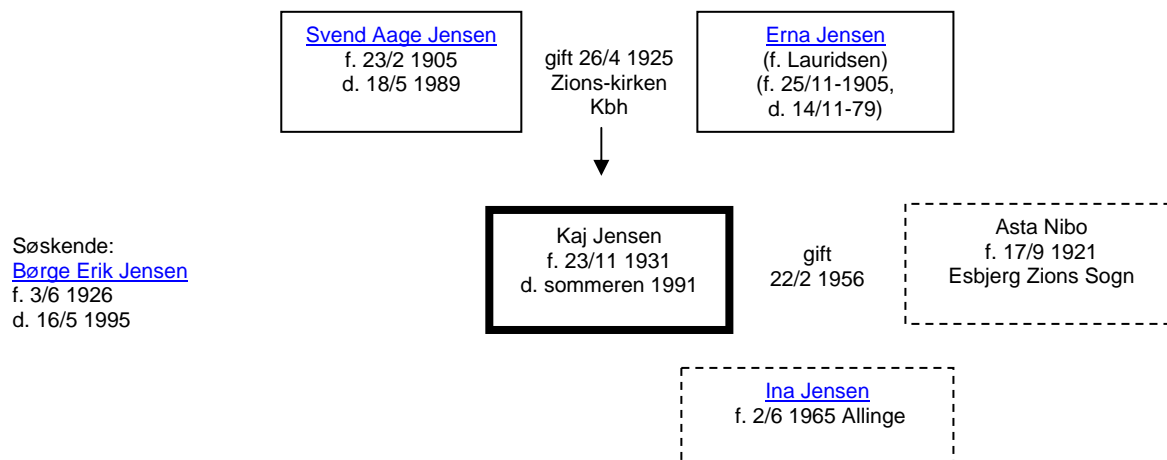 Svend Aage Jensen
f. 23/2 1905
d. 18/5 1989
gift 26/4 1925
Zions-kirken
Kbh
Erna Jensen
(f. Lauridsen)
(f. 25/11-1905,
d. 14/11-79)
Søskende:
Børge Erik Jensen
f. 3/6 1926
d. 16/5 1995
Kaj Jensen
f. 23/11 1931
d. sommeren 1991
gift
22/2 1956
Asta Nibo
f. 17/9 1921
Esbjerg Zions Sogn
Ina Jensen
f. 2/6 1965 Allinge